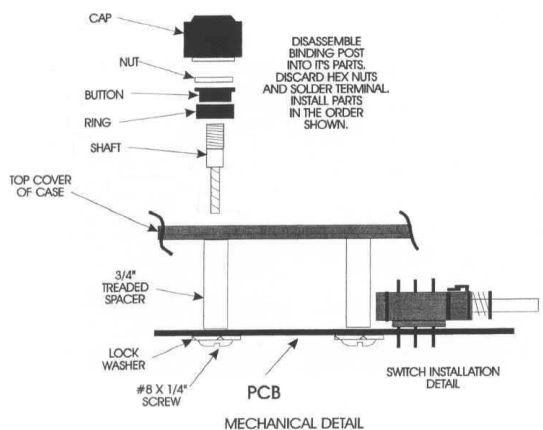 CAP
NUT
BUTTON
RING
SHAFT
DISASSEMBLE
BINDING POST
INTO IT'S PARTS.
DISCARD HEX NUTS
AND SOLDER TERMINAL.
INSTALL PARTS
IN THE ORDER
SHOWN.
TOP COVER
OF CASE
3/4"
TREADED
SPACER
LOCK
WASHER
#8 X 1/4"
SCREW
PCB
SWITCH INSTALLATION
DETAIL
MECHANICAL DETAIL